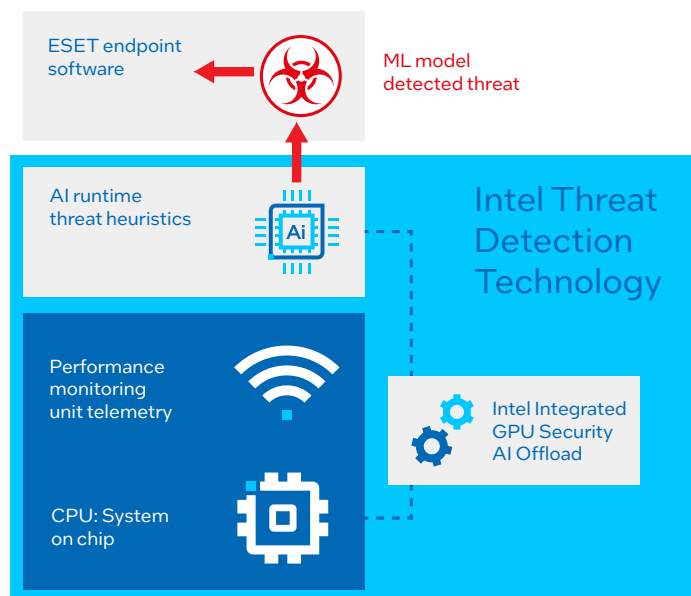 ESET endpoint
software
ML model
detected threat
AI runtime
threat heuristics
Ai
Intel Threat
Detection
Technology
Performance
monitoring
unit telemetry
Intel Integrated
GPU Security
AI Offload
CPU: System
on chip